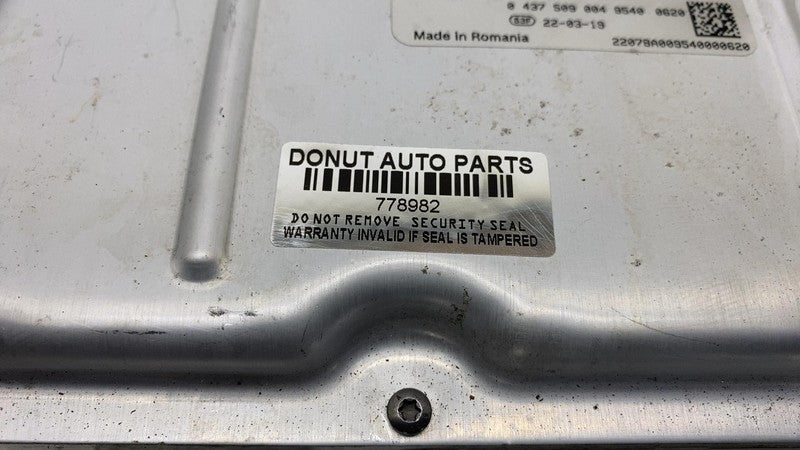 0 437 509 004 9540 0620
53F 22-03-19
Made in Romania
22079A009540000620
DONUT AUTO PARTS
778982
DO NOT REMOVE SECURITY SEAL
WARRANTY INVALID IF SEAL IS TAMPERED